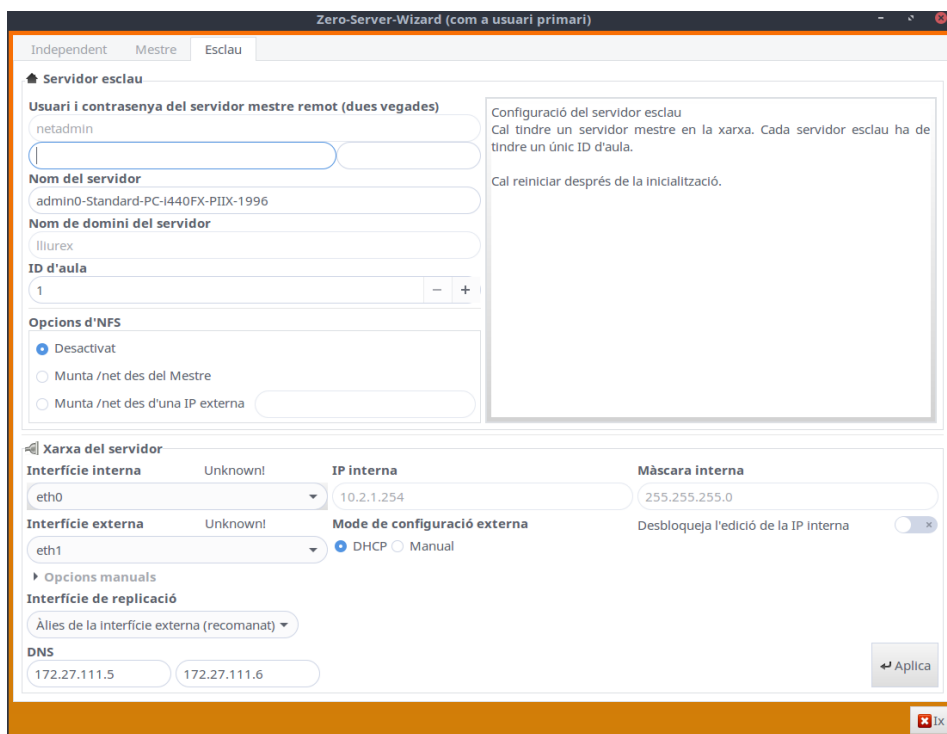 Zero-Server-Wizard (com a usuari primari)
Independent Mestre Esclau
Servidor esclau
Usuari i contrasenya del servidor mestre remot (dues vegades)
netadmin
Nom del servidor
admin0-Standard-PC-i440FX-PIIX-1996
Nom de domini del servidor
lliurex
ID d'aula
1
Opcions d'NFS
Desactivat
Munta /net des del Mestre
Munta /net des d'una IP externa
Configuració del servidor esclau
Cal tindre un servidor mestre en la xarxa. Cada servidor esclau ha de
tindre un únic ID d'aula.
Cal reiniciar després de la inicialització.
Xarxa del servidor
Interfície interna Unknown! IP interna Màscara interna
eth0 10.2.1.254 255.255.255.0
Interfície externa Unknown! Mode de configuració externa Desbloqueja l'edició de la IP interna
eth1 DHCP Manual
Opcions manuals
Interfície de replicació
Àlies de la interfície externa (recomanat)
DNS
172.27.111.5 172.27.111.6
Aplica
Ix